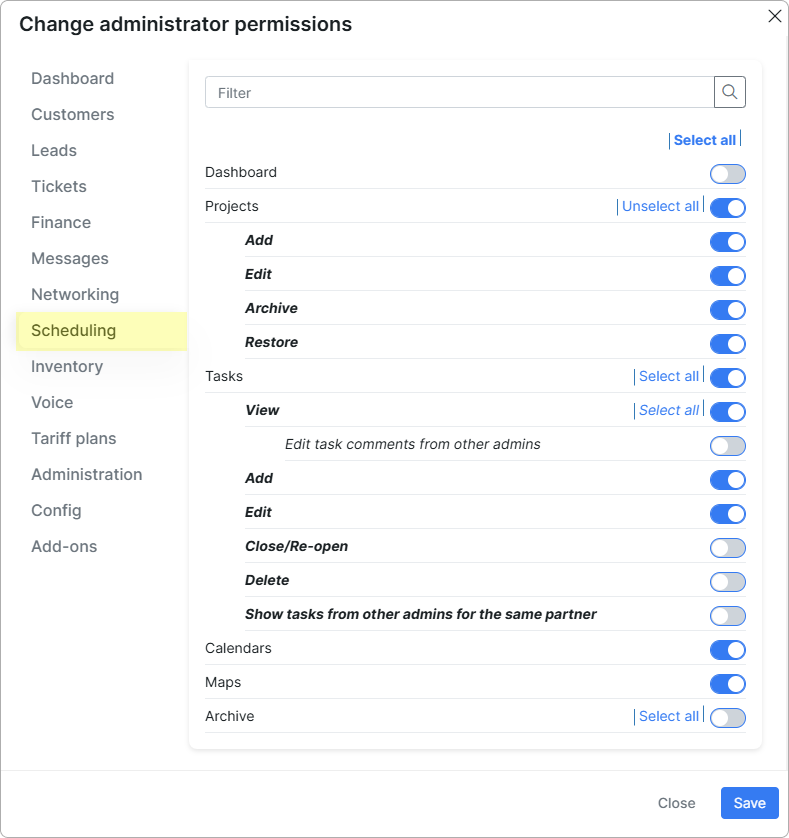 Change administrator permissions
Dashboard
Customers
Leads
Tickets
Finance
Messages
Networking
Scheduling
Inventory
Voice
Tariff plans
Administration
Config
Add-ons
Filter
Select all
Dashboard
Projects Unselect all
Add
Edit
Archive
Restore
Tasks Select all
View Select all
Edit task comments from other admins
Add
Edit
Close/Re-open
Delete
Show tasks from other admins for the same partner
Calendars
Maps
Archive Select all
Close Save